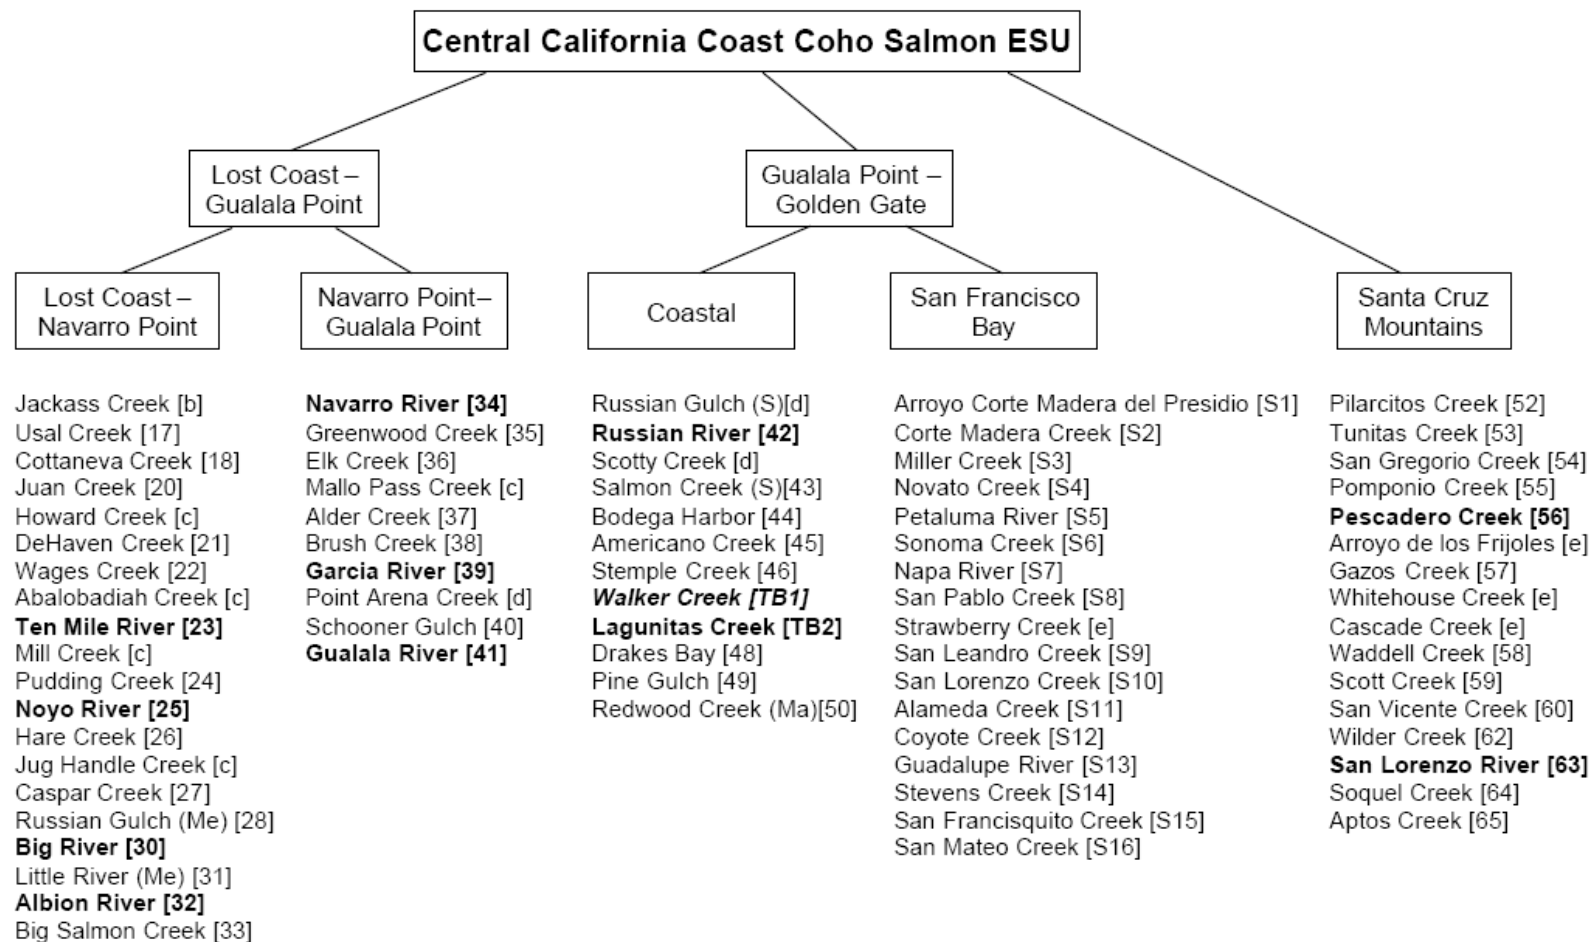 Central California Coast Coho Salmon ESU
Lost Coast –
Gualala Point
Gualala Point –
Golden Gate
Lost Coast –
Navarro Point
Navarro Point–
Gualala Point
Coastal
San Francisco
Bay
Santa Cruz
Mountains
Jackass Creek [b]
Usal Creek [17]
Cottaneva Creek [18]
Juan Creek [20]
Howard Creek [c]
DeHaven Creek [21]
Wages Creek [22]
Abalobadiah Creek [c]
Ten Mile River [23]
Mill Creek [c]
Pudding Creek [24]
Noyo River [25]
Hare Creek [26]
Jug Handle Creek [c]
Caspar Creek [27]
Russian Gulch (Me) [28]
Big River [30]
Little River (Me) [31]
Albion River [32]
Big Salmon Creek [33]
Navarro River [34]
Greenwood Creek [35]
Elk Creek [36]
Mallo Pass Creek [c]
Alder Creek [37]
Brush Creek [38]
Garcia River [39]
Point Arena Creek [d]
Schooner Gulch [40]
Gualala River [41]
Russian Gulch (S)[d]
Russian River [42]
Scotty Creek [d]
Salmon Creek (S)[43]
Bodega Harbor [44]
Americano Creek [45]
Stemple Creek [46]
Walker Creek [TB1]
Lagunitas Creek [TB2]
Drakes Bay [48]
Pine Gulch [49]
Redwood Creek (Ma)[50]
Arroyo Corte Madera del Presidio [S1]
Corte Madera Creek [S2]
Miller Creek [S3]
Novato Creek [S4]
Petaluma River [S5]
Sonoma Creek [S6]
Napa River [S7]
San Pablo Creek [S8]
Strawberry Creek [e]
San Leandro Creek [S9]
San Lorenzo Creek [S10]
Alameda Creek [S11]
Coyote Creek [S12]
Guadalupe River [S13]
Stevens Creek [S14]
San Francisquito Creek [S15]
San Mateo Creek [S16]
Pilarcitos Creek [52]
Tunitas Creek [53]
San Gregorio Creek [54]
Pomponio Creek [55]
Pescadero Creek [56]
Arroyo de los Frijoles [e]
Gazos Creek [57]
Whitehouse Creek [e]
Cascade Creek [e]
Waddell Creek [58]
Scott Creek [59]
San Vicente Creek [60]
Wilder Creek [62]
San Lorenzo River [63]
Soquel Creek [64]
Aptos Creek [65]